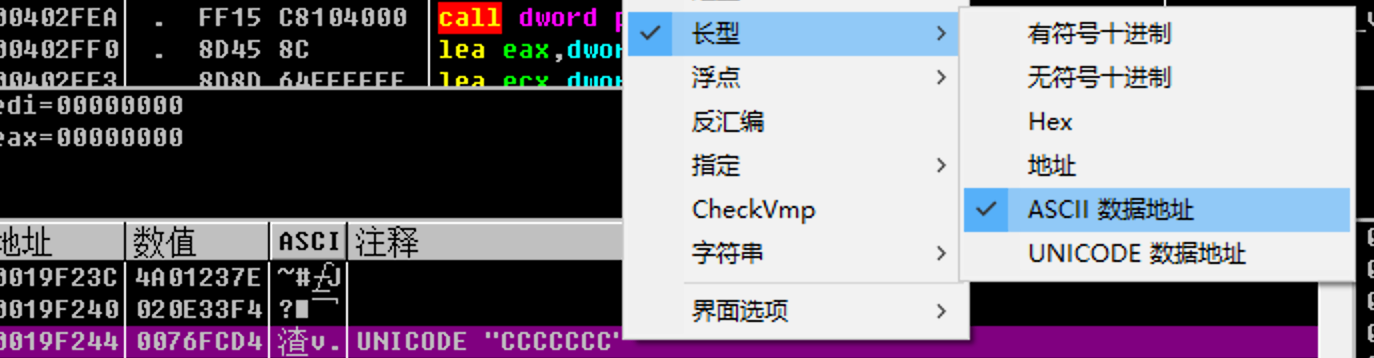 00402FEA . FF15 C8104000 call dword p
00402FF0 . 8D45 8C lea eax,dwor
00402FF3 8D8D 64FFFFFF lea ecx dwo
edi=00000000
eax=00000000
地址 数值 ASCI 注释
0019F23C 4A01237E ~#J
0019F240 020E33F4 ?
0019F244 0076FCD4 渣v. UNICODE "CCCCCCC"
长型
浮点
反汇编
指定
CheckVmp
字符串
界面选项
有符号十进制
无符号十进制
Hex
地址
ASCII 数据地址
UNICODE 数据地址